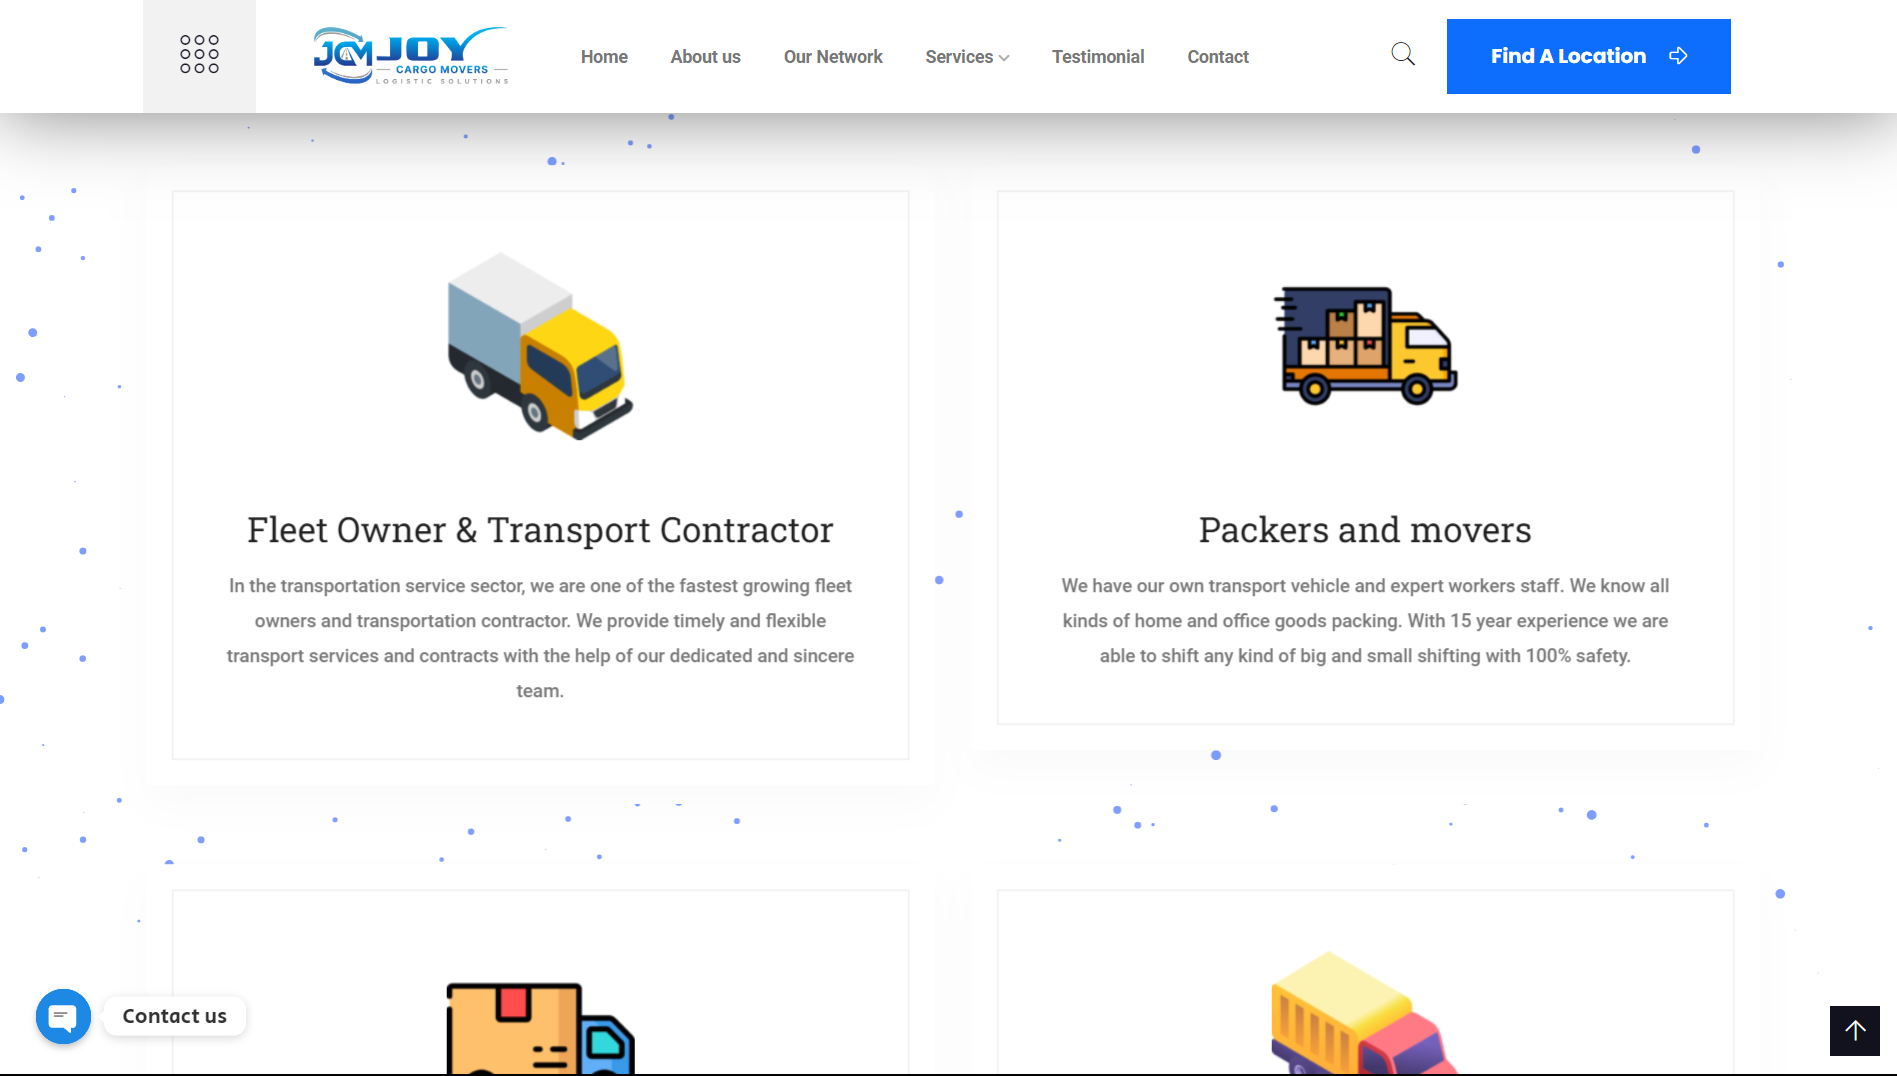 JCM JOY
CARGO MOVERS
LOGISTIC SOLUTIONS
Home
About us
Our Network
Services
Testimonial
Contact
Find A Location
Fleet Owner & Transport Contractor
In the transportation service sector, we are one of the fastest growing fleet
owners and transportation contractor. We provide timely and flexible
transport services and contracts with the help of our dedicated and sincere
team.
Packers and movers
We have our own transport vehicle and expert workers staff. We know all
kinds of home and office goods packing. With 15 year experience we are
able to shift any kind of big and small shifting with 100% safety.
Contact us